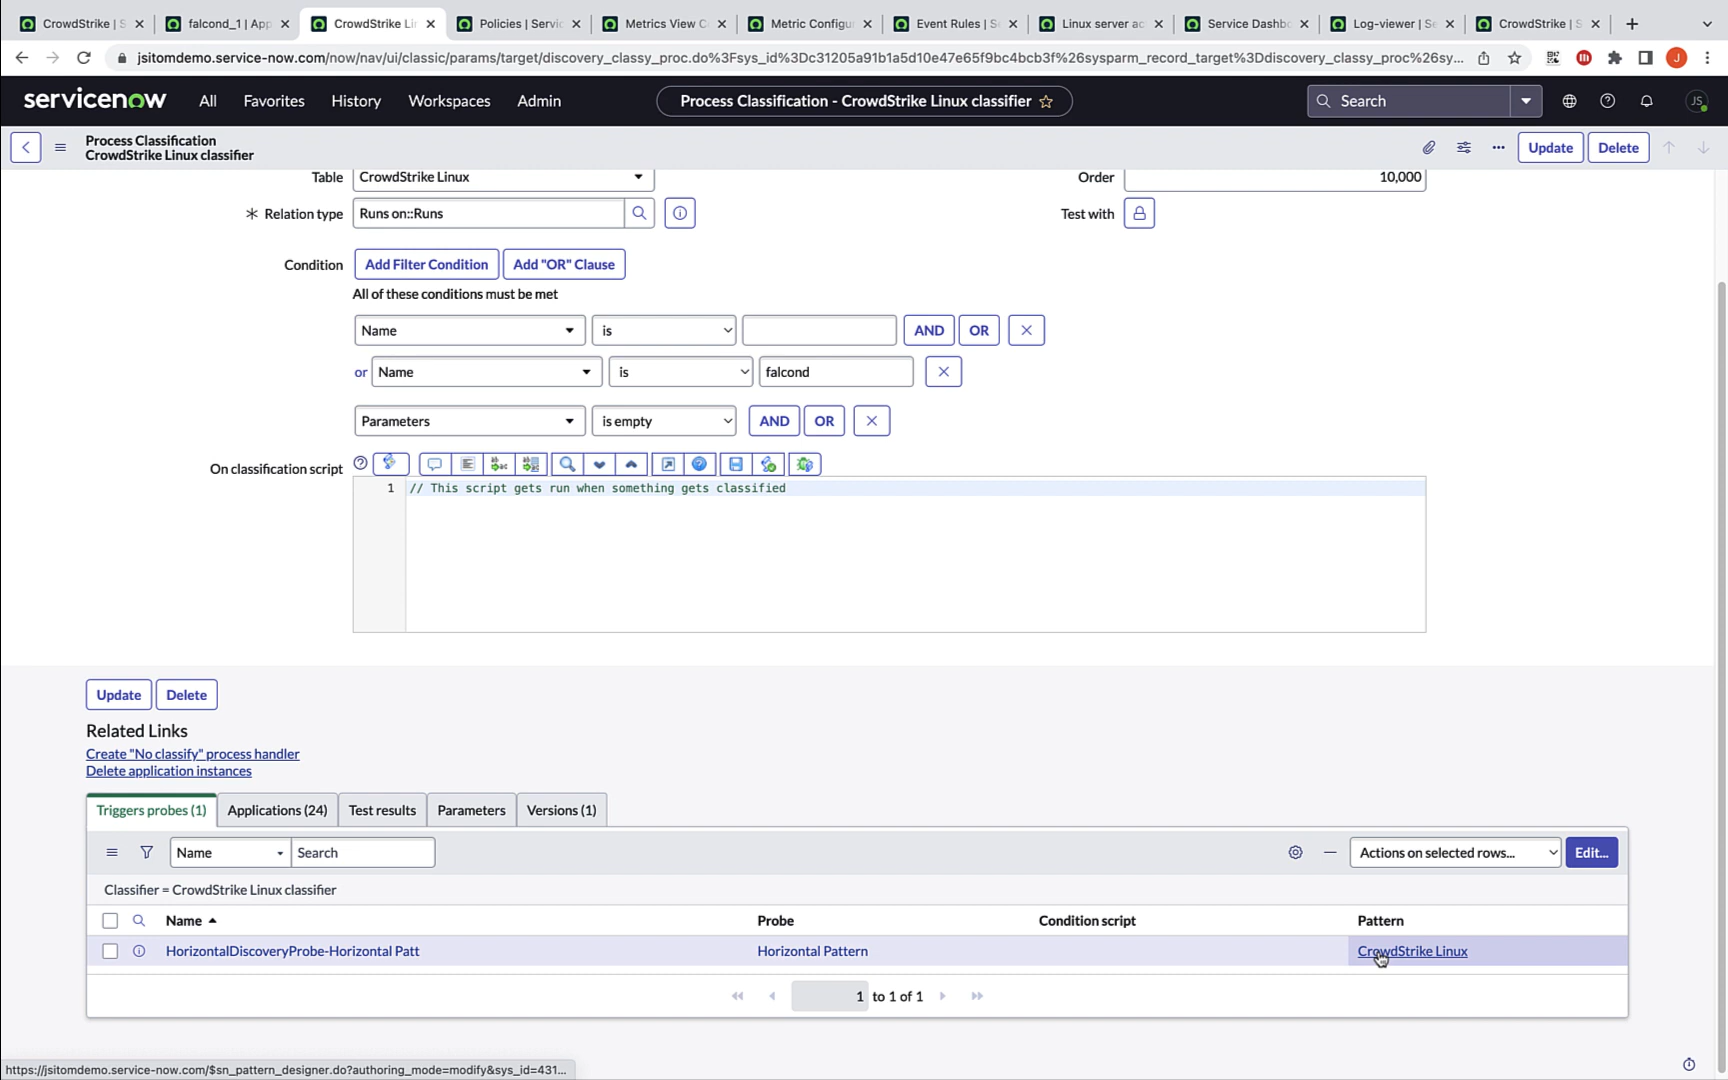 CrowdStrike | S
falcond_1 | App
CrowdStrike Lin
Policies | Servic
Metrics View C
Metric Configur
Event Rules | Se
Linux server ac
Service Dashbo
Log-viewer | Se
CrowdStrike | S
jsitomdemo.service-now.com/now/nav/ui/classic/params/target/discovery_classy_proc.do%3Fsys_id%3Dc31205a91b1a5d10e47e65f9bc4bcb3f%26sysparm_record_target%3Ddiscovery_classy_proc%26sy...
J
servicenow
All
Favorites
History
Workspaces
Admin
Process Classification - CrowdStrike Linux classifier
Search
JS
Process Classification
CrowdStrike Linux classifier
Update
Delete
Table
CrowdStrike Linux
Order
10,000
Relation type
Runs on::Runs
Test with
Condition
Add Filter Condition
Add "OR" Clause
All of these conditions must be met
Name
is
AND
OR
or
Name
is
falcond
Parameters
is empty
AND
OR
On classification script
1
// This script gets run when something gets classified
Update
Delete
Related Links
Create "No classify" process handler
Delete application instances
Triggers probes (1)
Applications (24)
Test results
Parameters
Versions (1)
Name
Search
Actions on selected rows...
Edit...
Classifier = CrowdStrike Linux classifier
Name
Probe
Condition script
Pattern
HorizontalDiscoveryProbe-Horizontal Patt
Horizontal Pattern
CrowdStrike Linux
1 to 1 of 1
https://jsitomdemo.service-now.com/$sn_pattern_designer.do?authoring_mode=modify&sys_id=431...